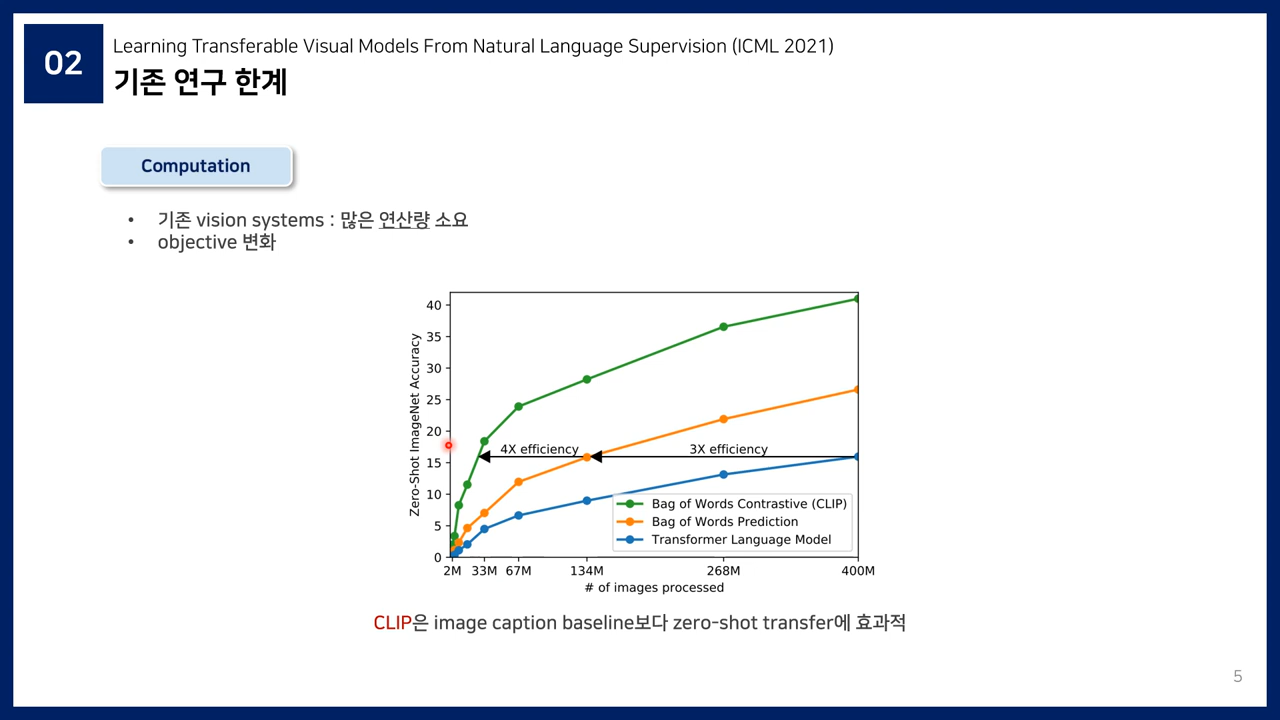 02
Learning Transferable Visual Models From Natural Language Supervision (ICML 2021)
기존 연구 한계
Computation
• 기존 vision systems : 많은 연산량 소요
• objective 변화
40
35
30
25
20
15
10
5
0
Zero-Shot ImageNet Accuracy
4X efficiency
3X efficiency
Bag of Words Contrastive (CLIP)
Bag of Words Prediction
Transformer Language Model
2M 33M 67M 134M 268M 400M
# of images processed
CLIP은 image caption baseline보다 zero-shot transfer에 효과적
5